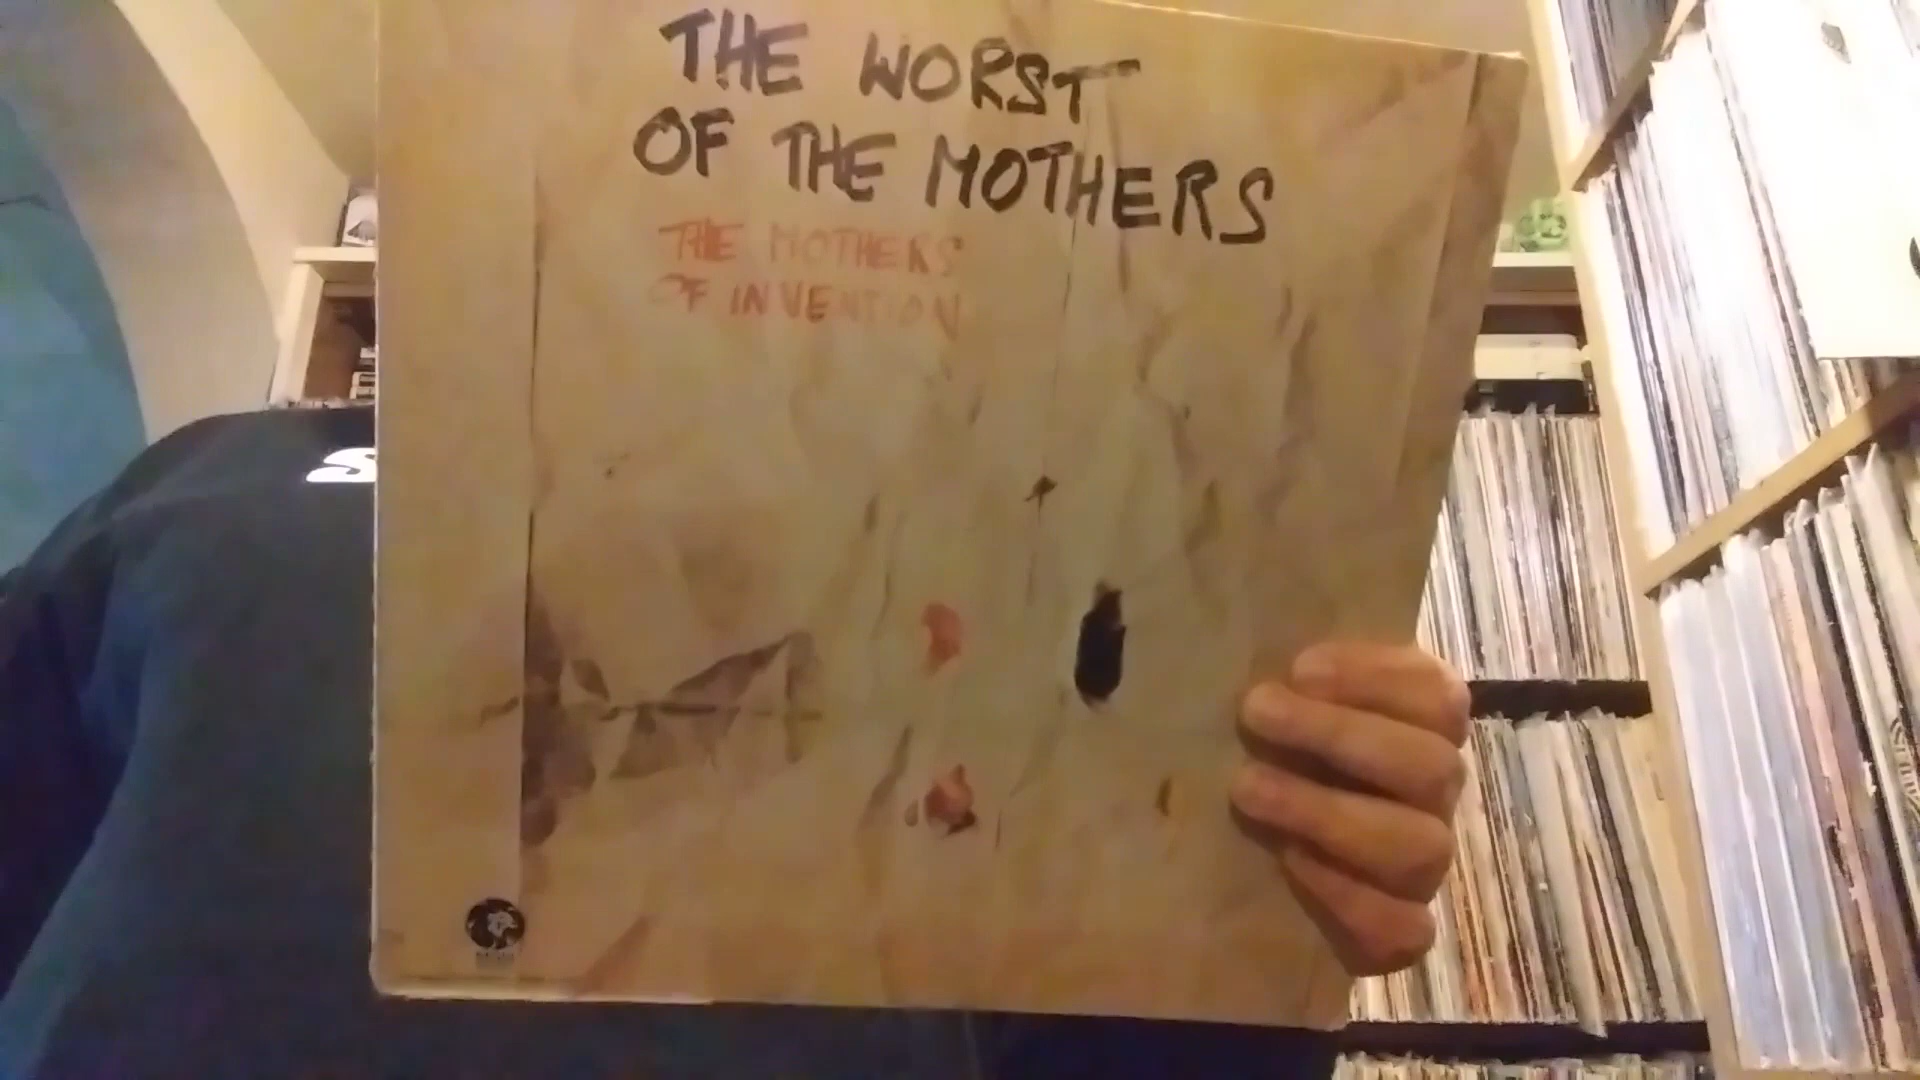 THE WORST
OF THE MOTHERS
THE MOTHERS
OF INVENTION